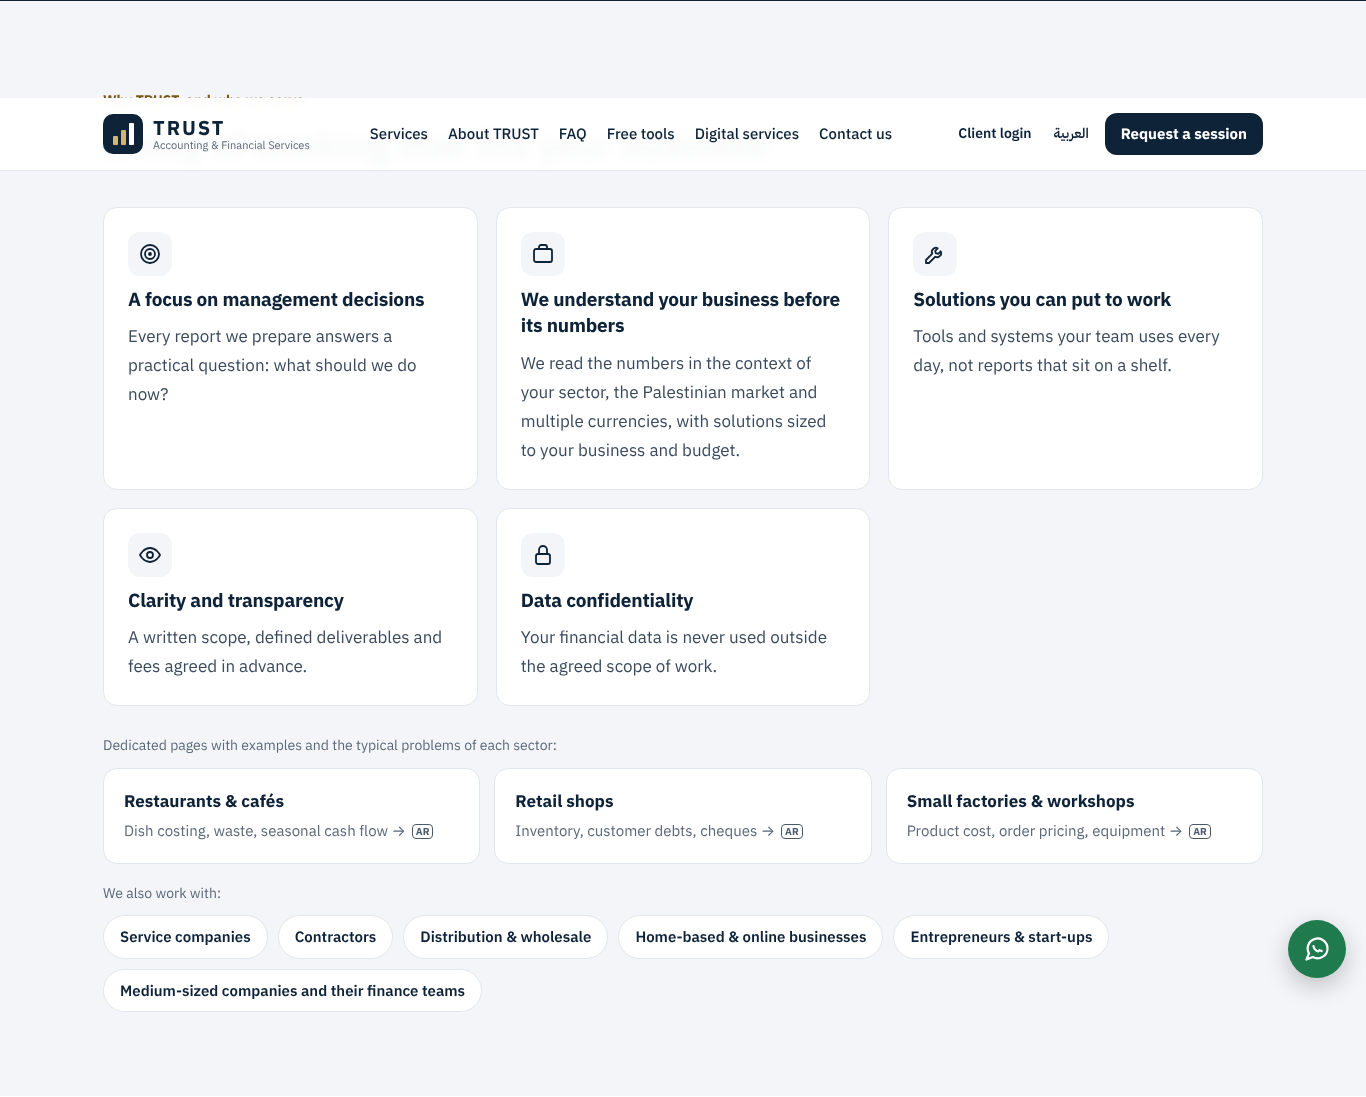 TRUST
Accounting & Financial Services
Services
About TRUST
FAQ
Free tools
Digital services
Contact us
Client login
العربية
Request a session
A focus on management decisions
Every report we prepare answers a
practical question: what should we do
now?
We understand your business before
its numbers
We read the numbers in the context of
your sector, the Palestinian market and
multiple currencies, with solutions sized
to your business and budget.
Solutions you can put to work
Tools and systems your team uses every
day, not reports that sit on a shelf.
Clarity and transparency
A written scope, defined deliverables and
fees agreed in advance.
Data confidentiality
Your financial data is never used outside
the agreed scope of work.
Dedicated pages with examples and the typical problems of each sector:
Restaurants & cafés
Dish costing, waste, seasonal cash flow → AR
Retail shops
Inventory, customer debts, cheques → AR
Small factories & workshops
Product cost, order pricing, equipment → AR
We also work with:
Service companies
Contractors
Distribution & wholesale
Home-based & online businesses
Entrepreneurs & start-ups
Medium-sized companies and their finance teams